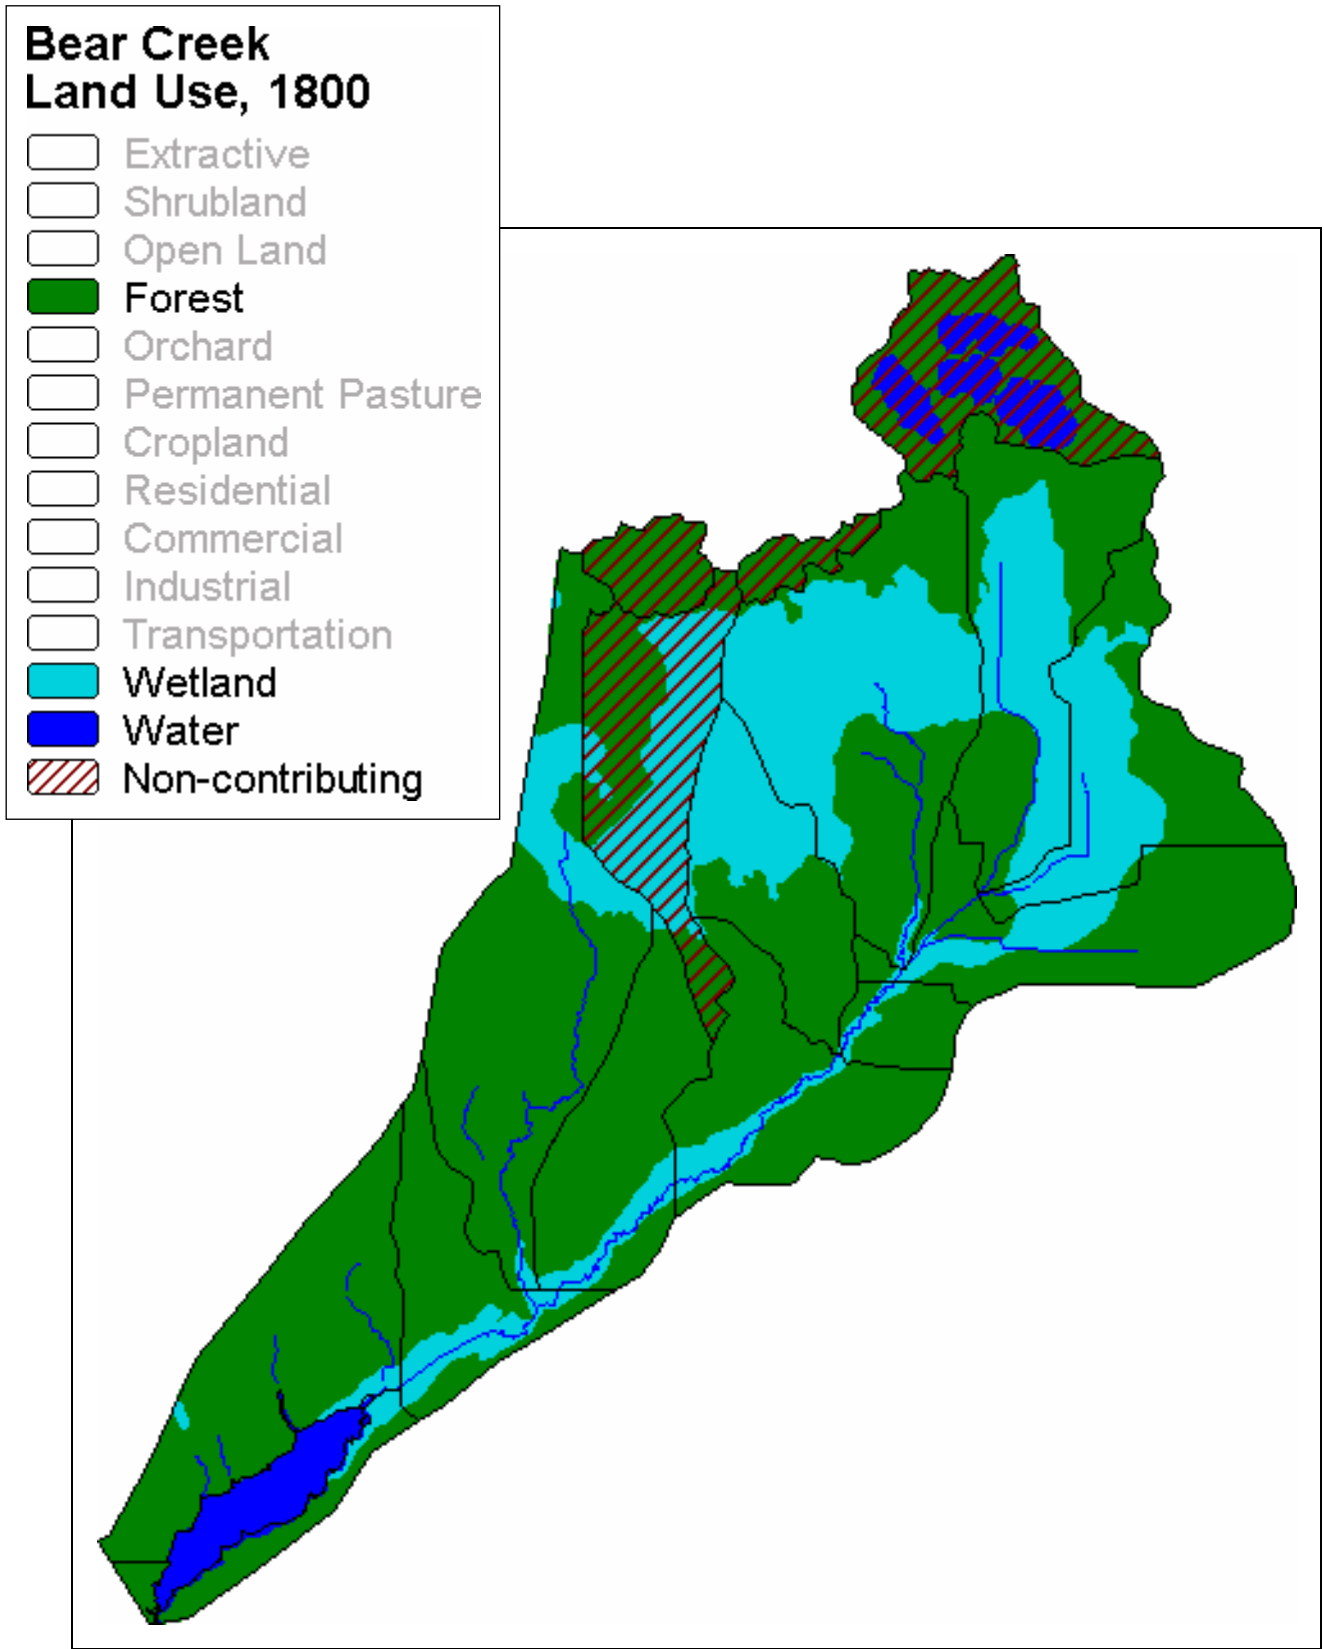 Bear Creek
Land Use, 1800
Extractive
Shrubland
Open Land
Forest
Orchard
Permanent Pasture
Cropland
Residential
Commercial
Industrial
Transportation
Wetland
Water
Non-contributing